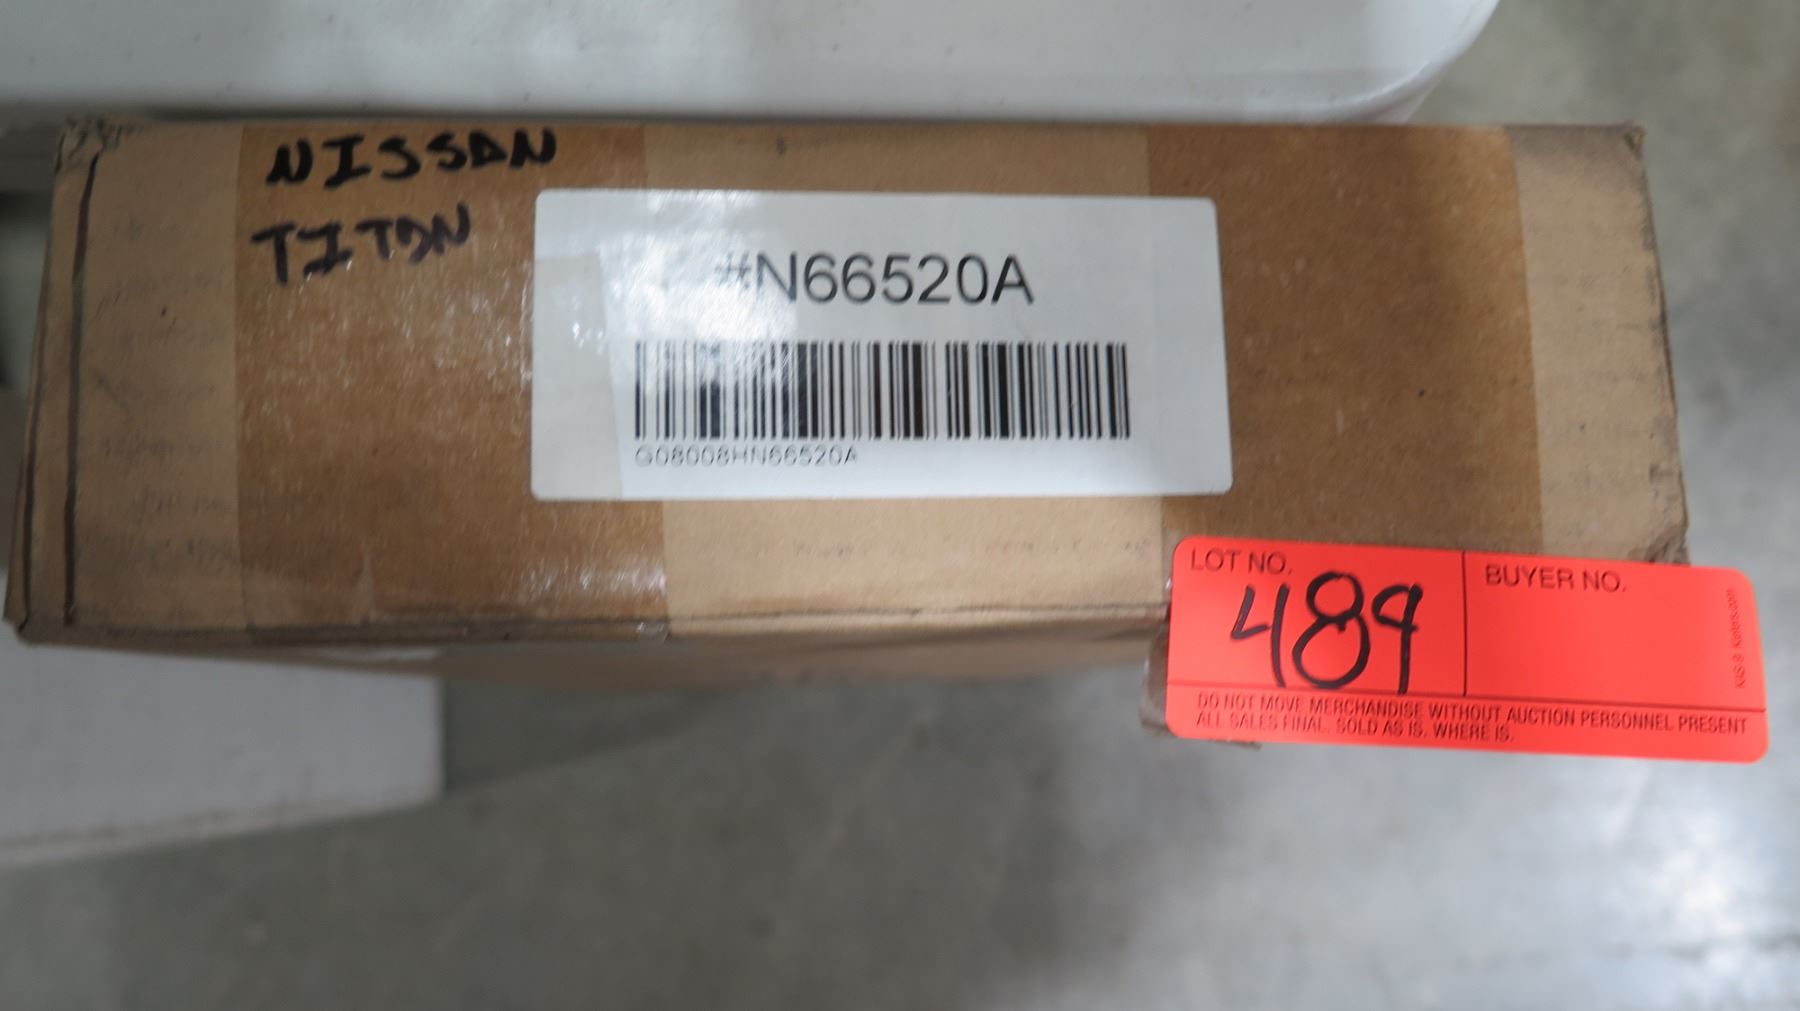 NISSAN
TITAN
#N66520A
G08008HN66520A
LOT NO.
489
BUYER NO.
DO NOT MOVE MERCHANDISE WITHOUT AUCTION PERSONNEL PRESENT
ALL SALES FINAL. SOLD AS IS. WHERE IS.